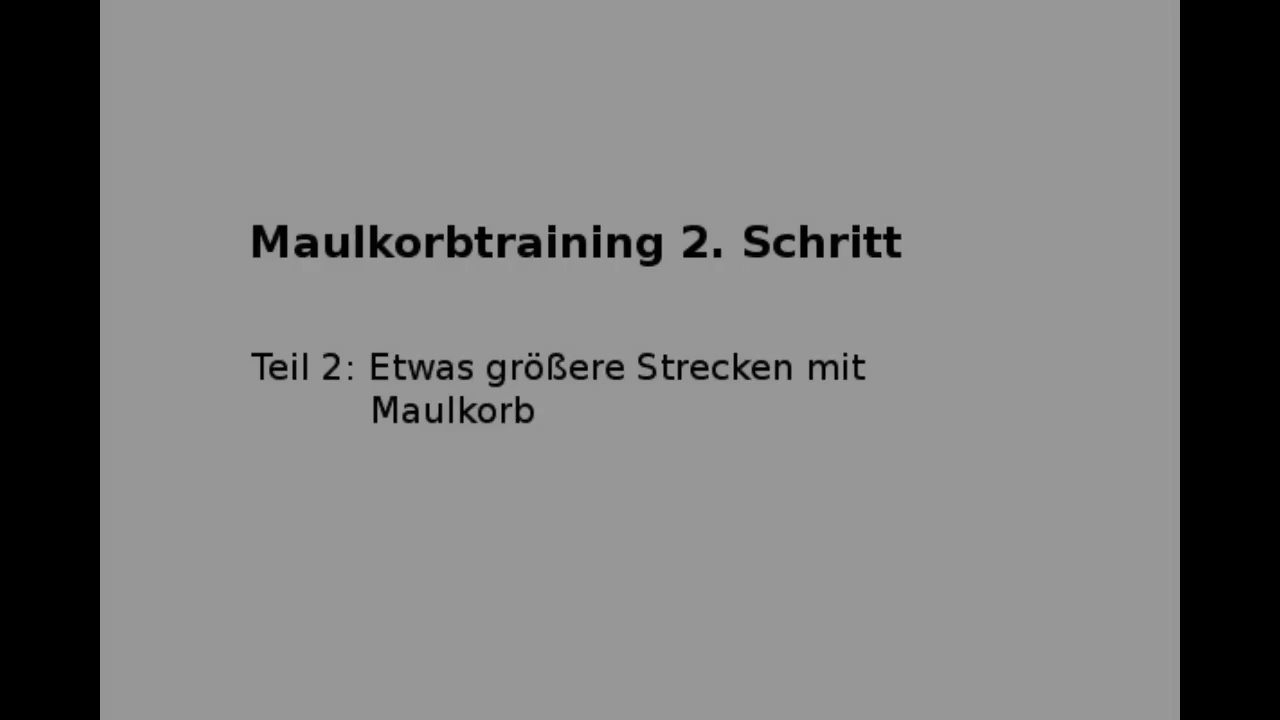 Maulkorbtraining 2. Schritt
Teil 2: Etwas größere Strecken mit
Maulkorb